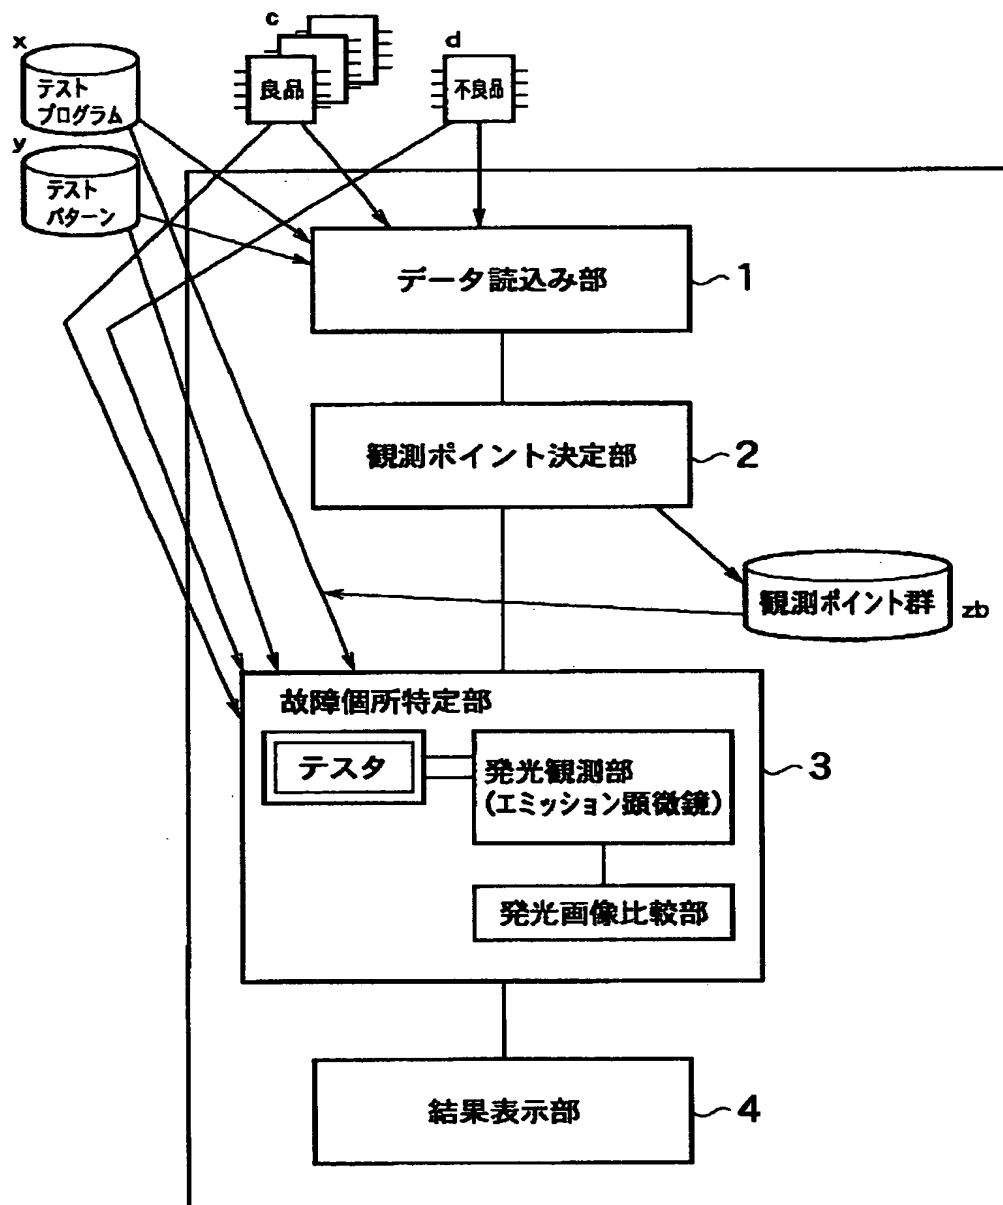 x
テスト
プログラム
c
良品
d
不良品
y
テスト
パターン
データ読込み部
1
観測ポイント決定部
2
観測ポイント群
zb
故障個所特定部
テスタ
発光観測部
(エミッション顕微鏡)
3
発光画像比較部
結果表示部
4